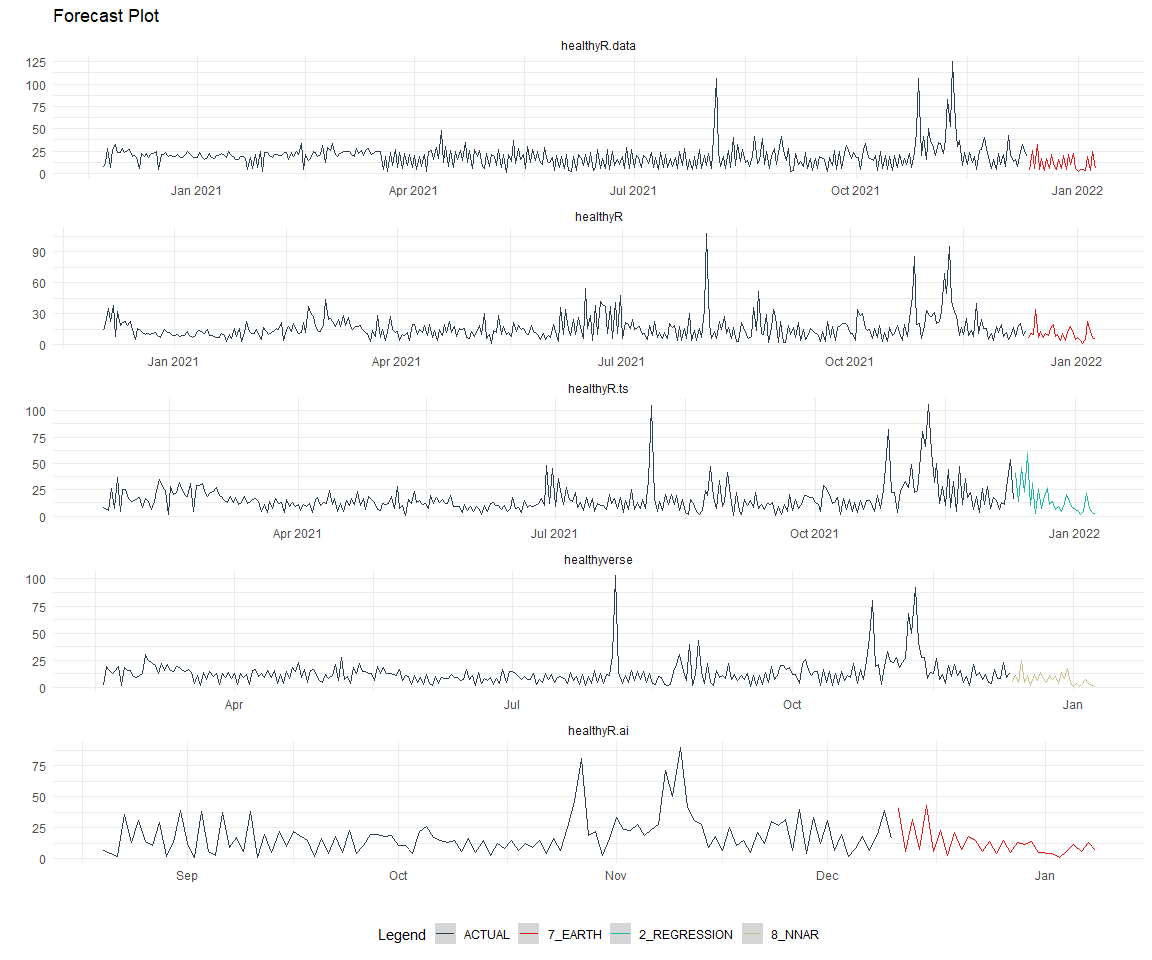 Forecast Plot
healthyR.data
125
100
75
50
25
0
Jan 2021 Apr 2021 Jul 2021 Oct 2021 Jan 2022
healthyR
90
60
30
0
Jan 2021 Apr 2021 Jul 2021 Oct 2021 Jan 2022
healthyR.ts
100
75
50
25
0
Apr 2021 Jul 2021 Oct 2021 Jan 2022
healthyverse
100
75
50
25
0
Apr Jul Oct Jan
healthyR.ai
75
50
25
0
Sep Oct Nov Dec Jan
Legend ACTUAL 7_EARTH 2_REGRESSION 8_NNAR